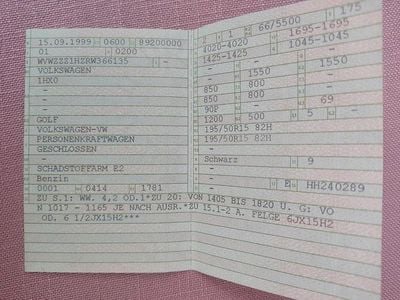 15.09.1999 0600 89200000
01 0200
WVWZZZ1HZRW366135 -
VOLKSWAGEN
1HX0
-
-
-
GOLF
VOLKSWAGEN-VW
PERSONENKRAFTWAGEN
GESCHLOSSEN
-
SCHADSTOFFARM E2
Benzin
0001 0414 1781
1 66/5500 175
4020-4020 1695-1695
1425-1425 1045-1045
- -
- 1550 - 1550
850 800 -
850 800 -
90P - 69
1200 500 5 -
195/50R15 82H
195/50R15 82H
-
-
Schwarz 9
-
- U E HH240289
ZU S.1: WW. 4,2 OD.1*ZU 20: VON 1405 BIS 1820 U. G: VO
N 1017 - 1165 JE NACH AUSR.*ZU 15.1-2 A. FELGE 6JX15H2
OD. 6 1/2JX15H2***